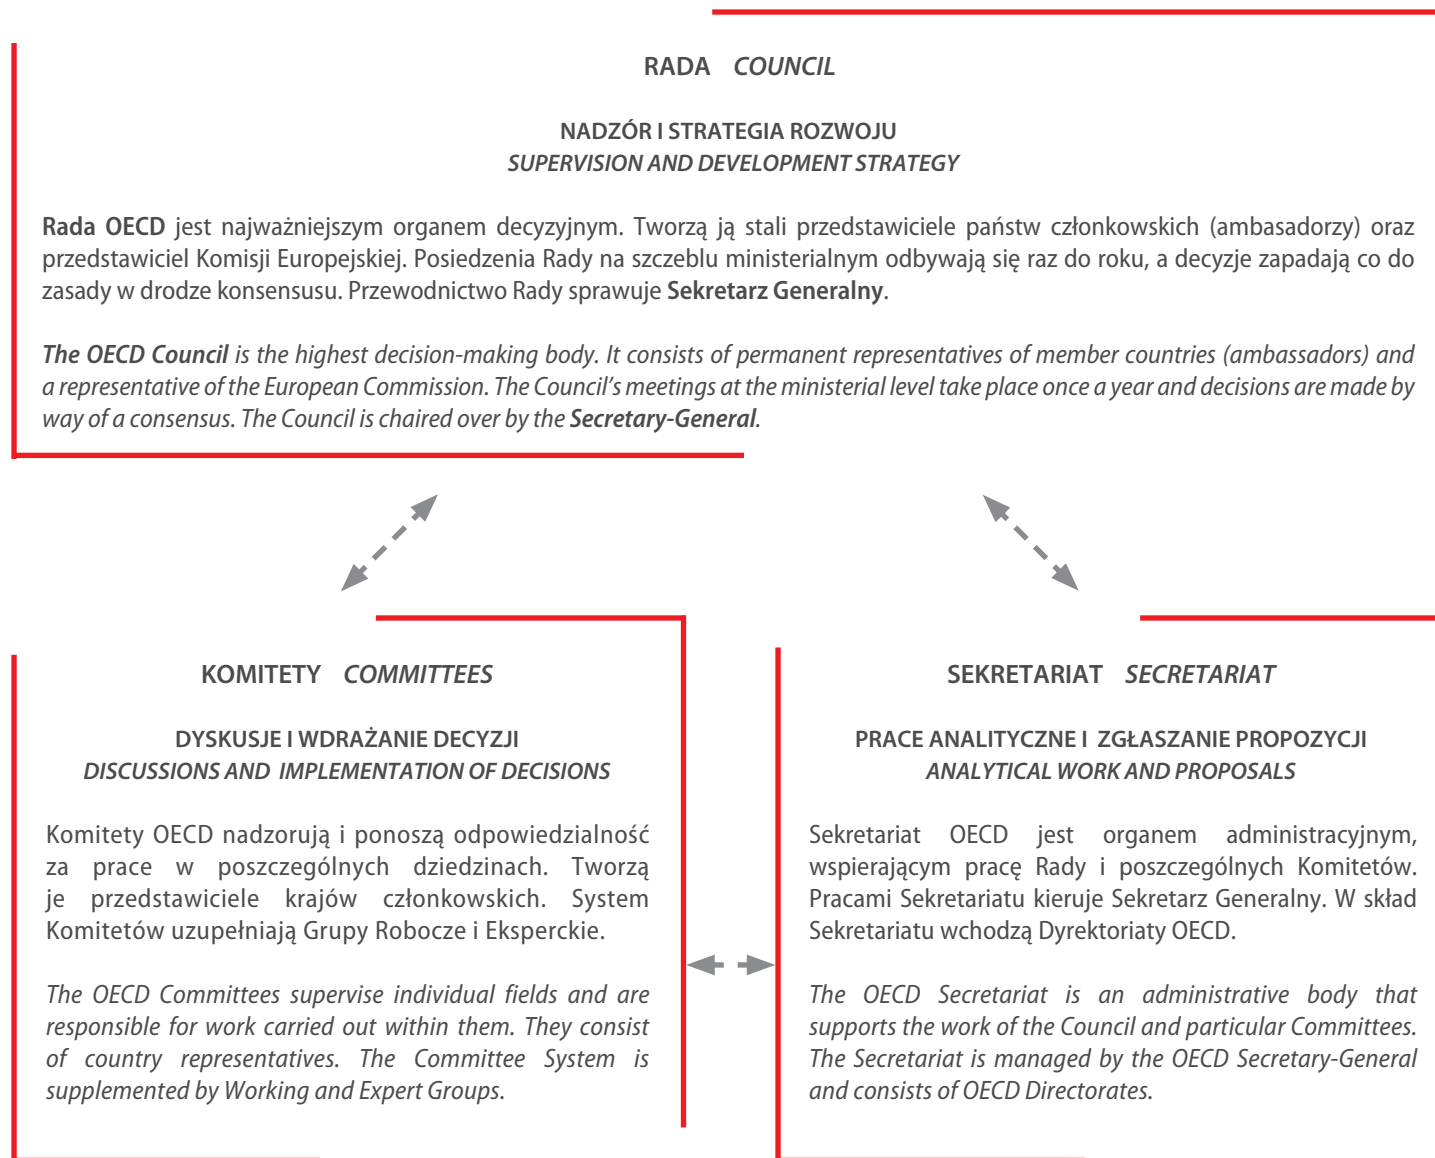 RADA COUNCIL
NADZÓR I STRATEGIA ROZWOJU
SUPERVISION AND DEVELOPMENT STRATEGY
Rada OECD jest najważniejszym organem decyzyjnym. Tworzą ją stali przedstawiciele państw członkowskich (ambasadorzy) oraz
przedstawiciel Komisji Europejskiej. Posiedzenia Rady na szczeblu ministerialnym odbywają się raz do roku, a decyzje zapadają co do
zasady w drodze konsensusu. Przewodnictwo Rady sprawuje Sekretarz Generalny.
The OECD Council is the highest decision-making body. It consists of permanent representatives of member countries (ambassadors) and
a representative of the European Commission. The Council's meetings at the ministerial level take place once a year and decisions are made by
way of a consensus. The Council is chaired over by the Secretary-General.
KOMITETY COMMITTEES
DYSKUSJE I WDRAŻANIE DECYZJI
DISCUSSIONS AND IMPLEMENTATION OF DECISIONS
Komitety OECD nadzorują i ponoszą odpowiedzialność
za prace w poszczególnych dziedzinach. Tworzą
je przedstawiciele krajów członkowskich. System
Komitetów uzupełniają Grupy Robocze i Eksperckie.
The OECD Committees supervise individual fields and are
responsible for work carried out within them. They consist
of country representatives. The Committee System is
supplemented by Working and Expert Groups.
SEKRETARIAT SECRETARIAT
PRACE ANALITYCZNE I ZGŁASZANIE PROPOZYCJI
ANALYTICAL WORK AND PROPOSALS
Sekretariat OECD jest organem administracyjnym,
wspierającym pracę Rady i poszczególnych Komitetów.
Pracami Sekretariatu kieruje Sekretarz Generalny. W skład
Sekretariatu wchodzą Dyrektoriaty OECD.
The OECD Secretariat is an administrative body that
supports the work of the Council and particular Committees.
The Secretariat is managed by the OECD Secretary-General
and consists of OECD Directorates.